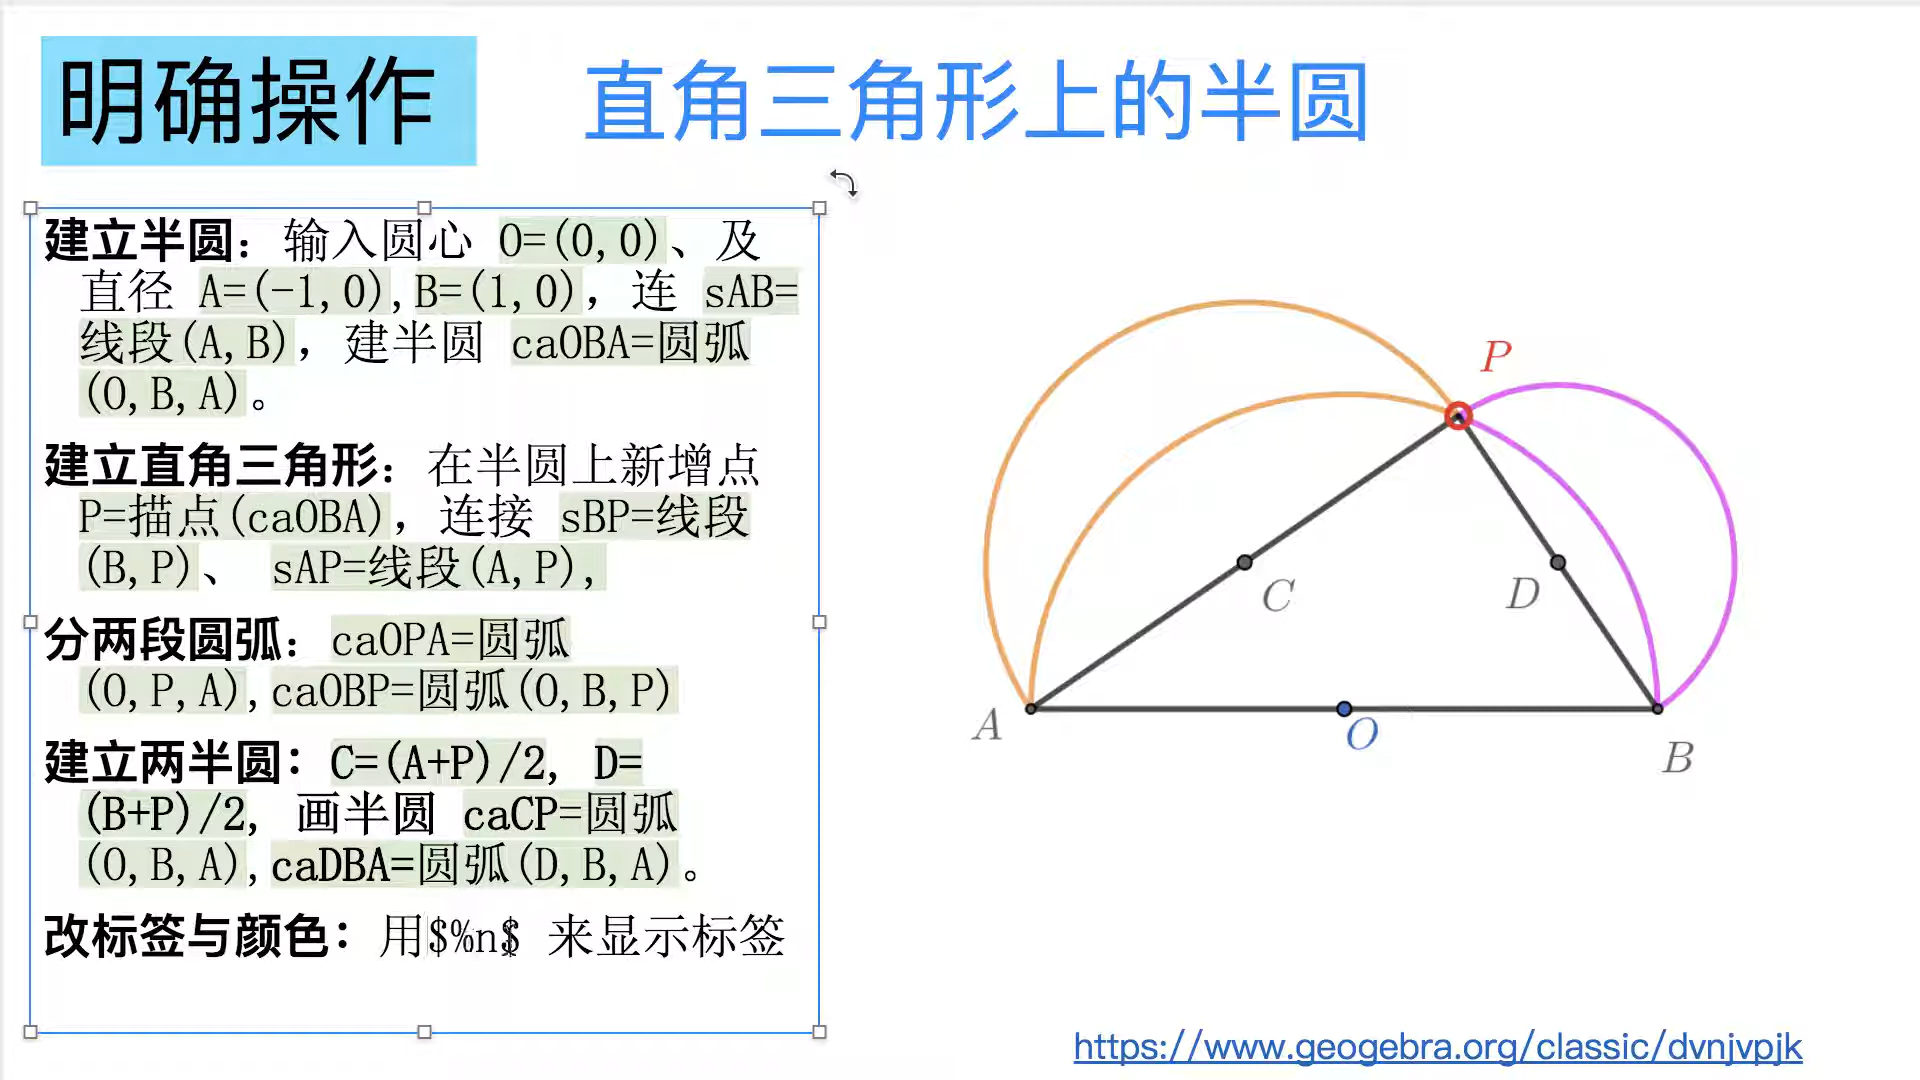 明确操作
直角三角形上的半圆
建立半圆：输入圆心 O=(0,0)、及
直径 A=(-1,0),B=(1,0)，连 sAB=
线段(A,B)，建半圆 caOBA=圆弧
(O,B,A)。
建立直角三角形：在半圆上新增点
P=描点(caOBA)，连接 sBP=线段
(B,P)、 sAP=线段(A,P),
分两段圆弧：caOPA=圆弧
(O,P,A),caOBP=圆弧(O,B,P)
建立两半圆：C=(A+P)/2, D=
(B+P)/2, 画半圆 caCP=圆弧
(O,B,A),caDBA=圆弧(D,B,A)。
改标签与颜色：用$%n$ 来显示标签
P
C
D
A
O
B
https://www.geogebra.org/classic/dvnjvpjk